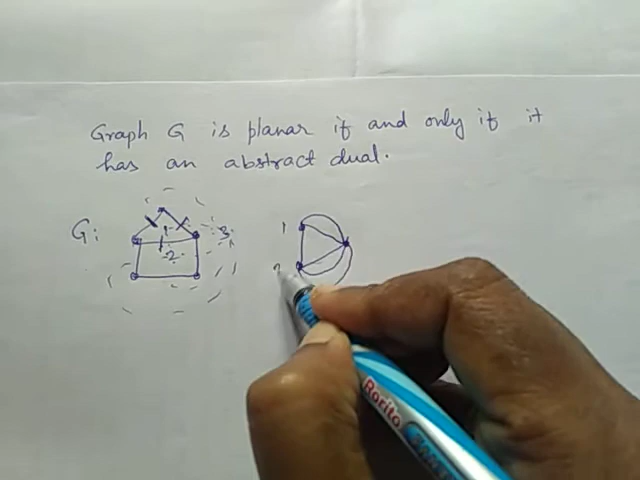 Graph G is planar if and only if it
has an abstract dual.
G:
1
2
3
1
2
Rorito